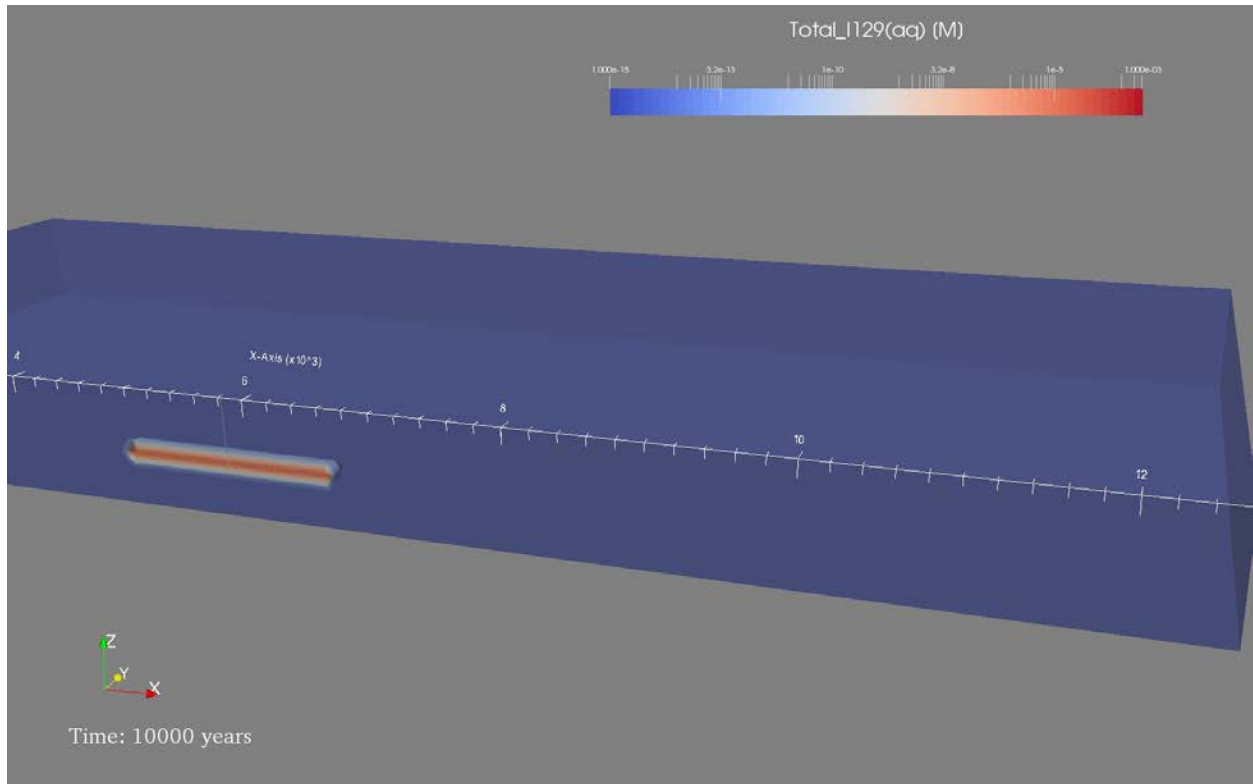 Total_I129(aq) [M]
1.000e-15 3.2e-13 1e-10 3.2e-8 1e-5 1.000e-03
4 X-Axis (x10^3) 6 8 10 12
Z
Y
X
Time: 10000 years